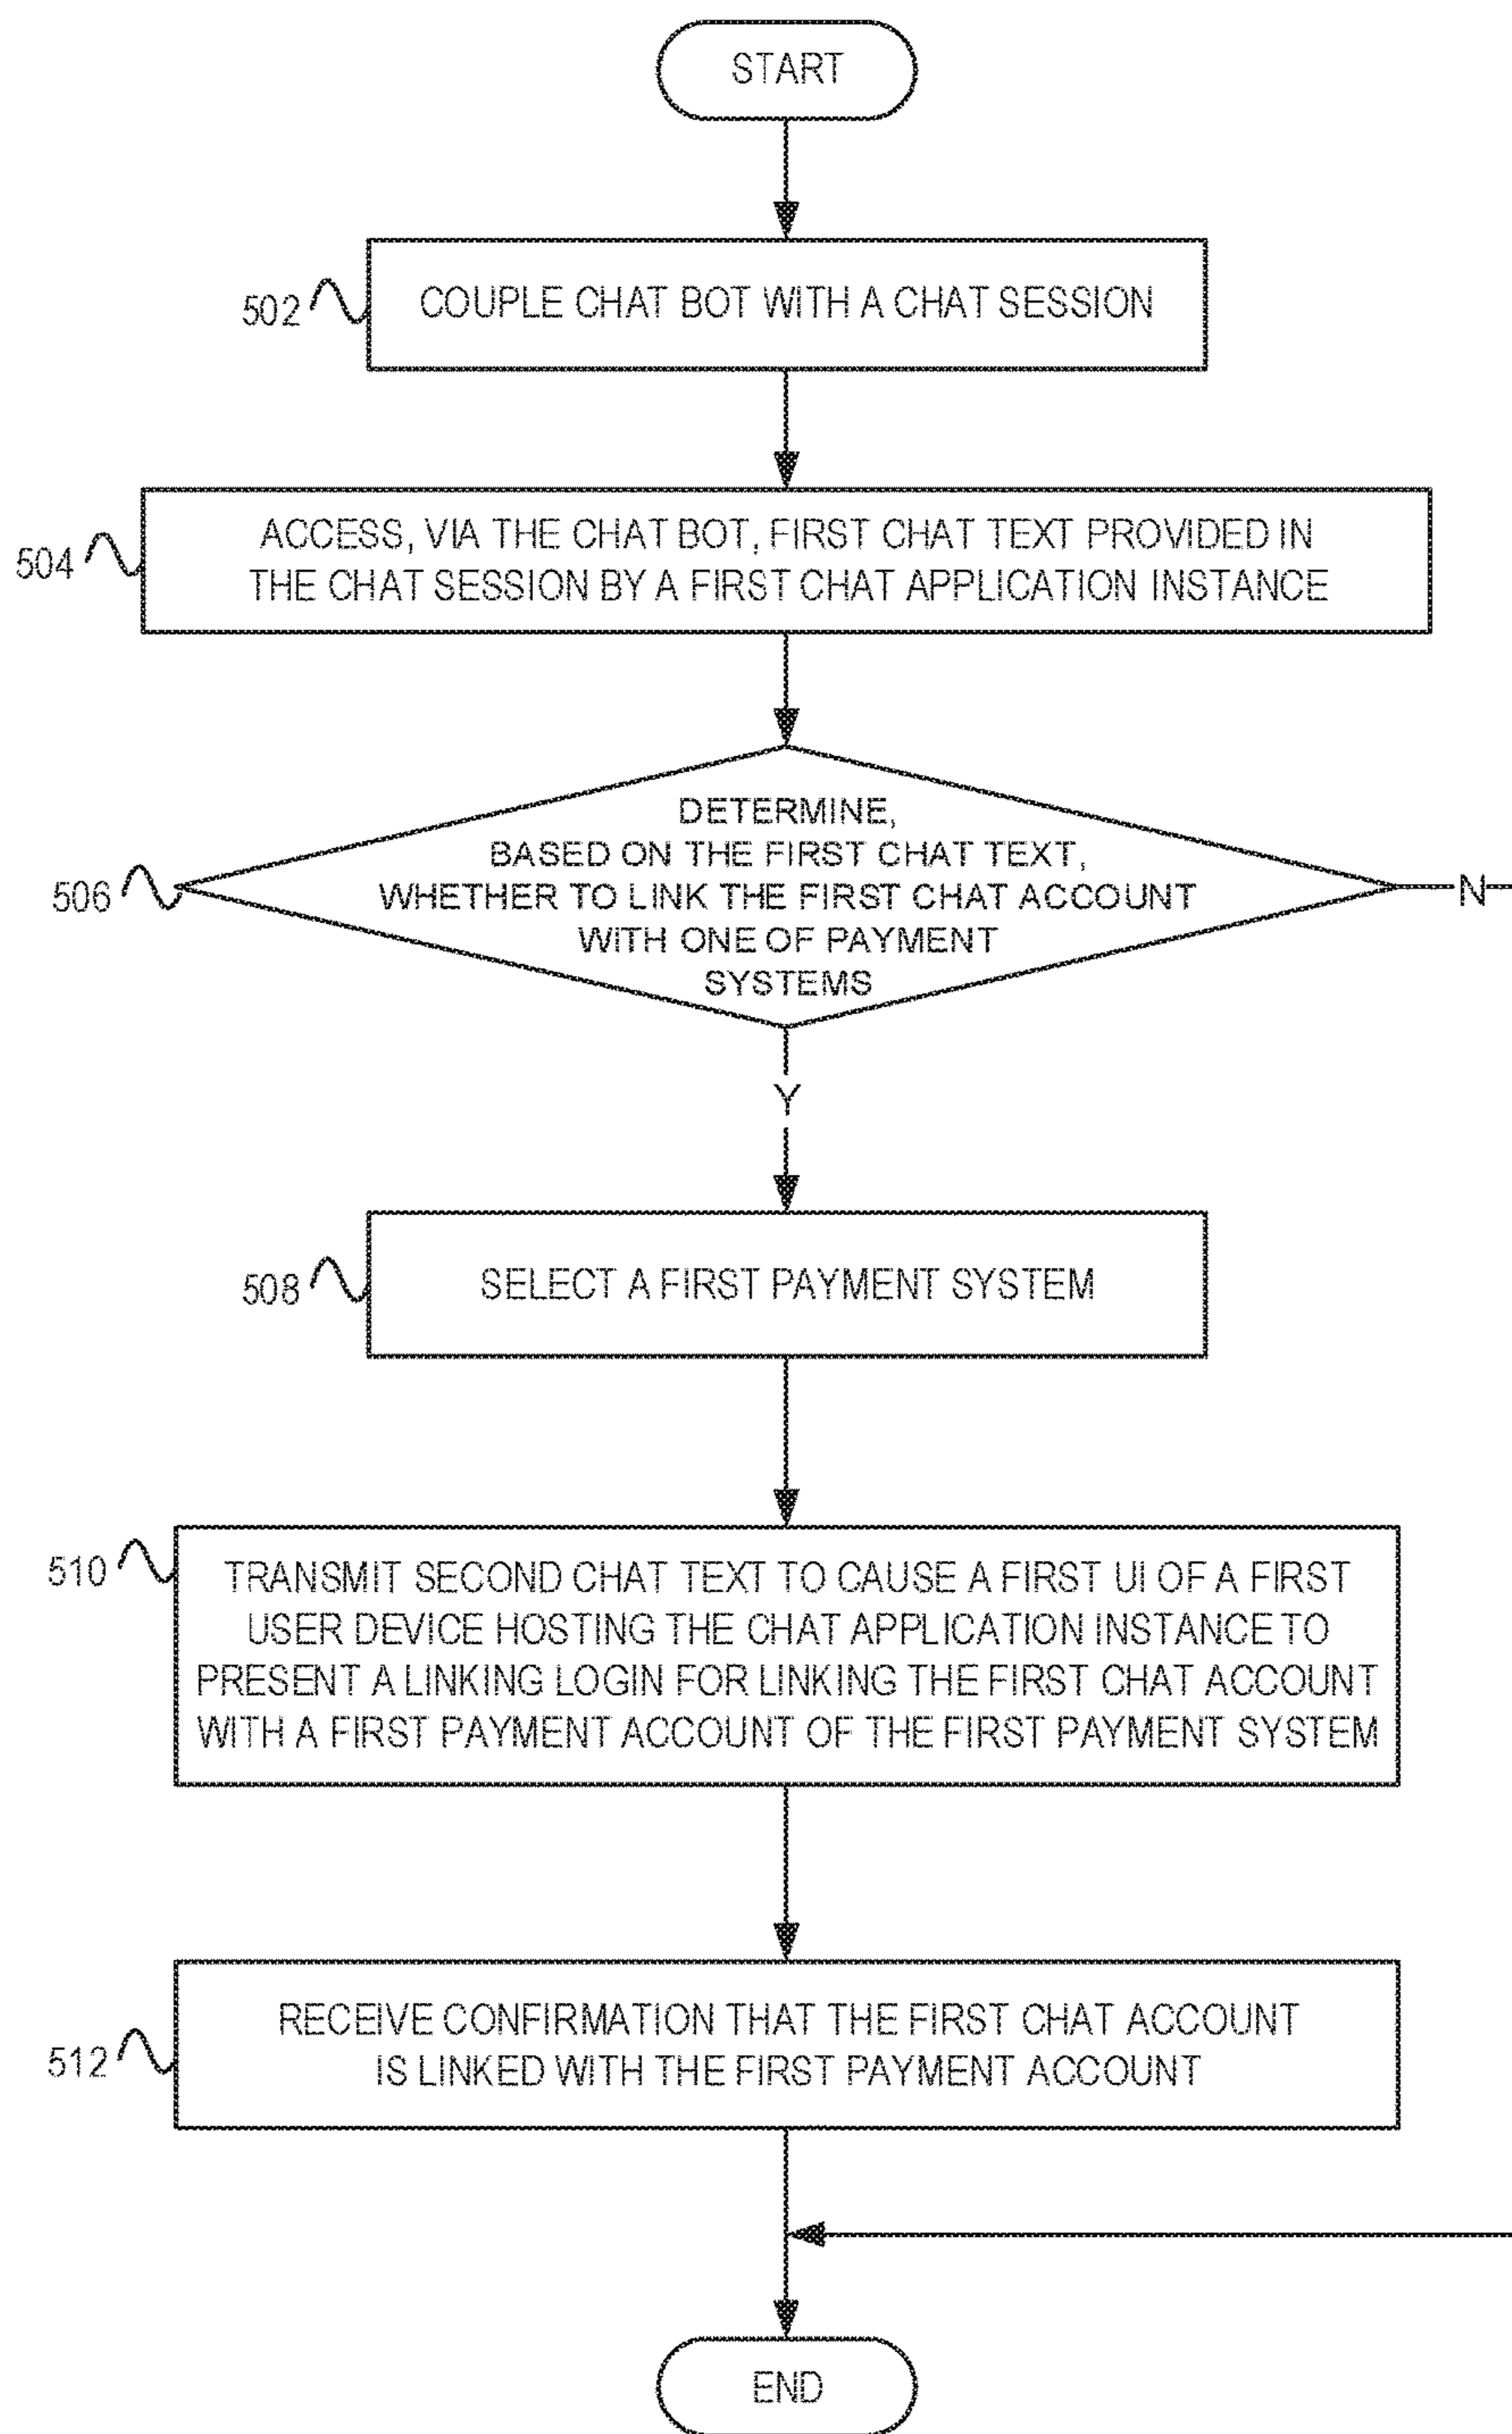 START
502
COUPLE CHAT BOT WITH A CHAT SESSION
504
ACCESS, VIA THE CHAT BOT, FIRST CHAT TEXT PROVIDED IN
THE CHAT SESSION BY A FIRST CHAT APPLICATION INSTANCE
506
DETERMINE,
BASED ON THE FIRST CHAT TEXT,
WHETHER TO LINK THE FIRST CHAT ACCOUNT
WITH ONE OF PAYMENT
SYSTEMS
N
Y
508
SELECT A FIRST PAYMENT SYSTEM
510
TRANSMIT SECOND CHAT TEXT TO CAUSE A FIRST UI OF A FIRST
USER DEVICE HOSTING THE CHAT APPLICATION INSTANCE TO
PRESENT A LINKING LOGIN FOR LINKING THE FIRST CHAT ACCOUNT
WITH A FIRST PAYMENT ACCOUNT OF THE FIRST PAYMENT SYSTEM
512
RECEIVE CONFIRMATION THAT THE FIRST CHAT ACCOUNT
IS LINKED WITH THE FIRST PAYMENT ACCOUNT
END